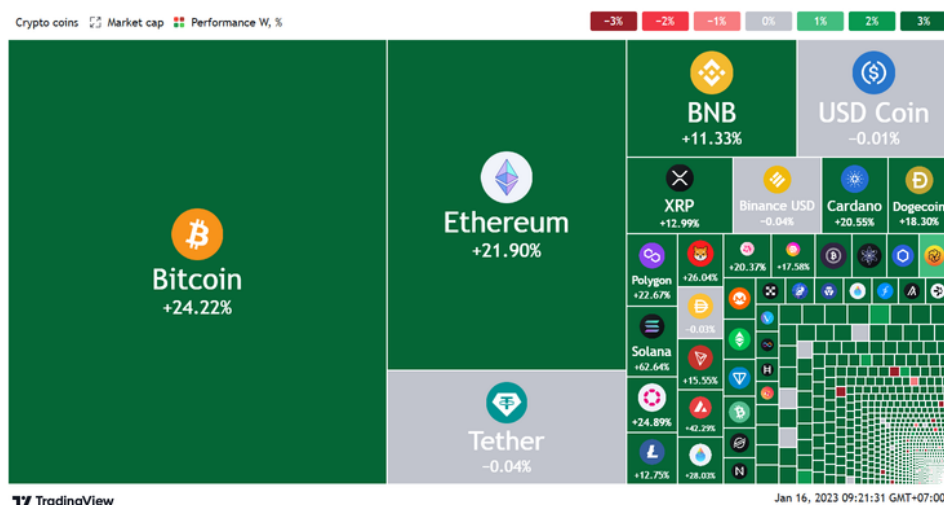 Crypto coins Market cap Performance W, %
−3% −2% −1% 0% 1% 2% 3%
Bitcoin
+24.22%
Ethereum
+21.90%
Tether
−0.04%
BNB
+11.33%
USD Coin
−0.01%
XRP
+12.99%
Binance USD
−0.04%
Cardano
+20.55%
Dogecoin
+18.30%
Polygon
+22.67%
+26.04%
+20.37%
+17.58%
−0.03%
Solana
+62.64%
+15.55%
+24.89%
+42.29%
+12.75%
+28.03%
TradingView
Jan 16, 2023 09:21:31 GMT+07:00